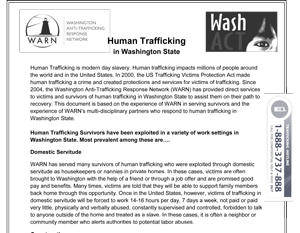 WASHINGTON
ANTI-TRAFFICKING
RESPONSE
NETWORK
WARN
Wash
Human Trafficking
in Washington State
Human Trafficking is modern day slavery. Human trafficking impacts millions of people
around the world and in the United States. In 2000, the US Trafficking Victims Protection Act made
human trafficking a crime and created protections and services for victims of trafficking. Since
2004, the Washington Anti-Trafficking Response Network (WARN) has provided direct services
to victims and survivors of human trafficking in Washington State to assist them on their path to
recovery. This document is based on the experience of WARN in serving survivors and the
experience of WARN's multi-disciplinary partners who respond to human trafficking in
Washington State.
Human Trafficking Survivors have been exploited in a variety of work settings in
Washington State. Most prevalent among these are....
Domestic Servitude
WARN has served many survivors of human trafficking who were exploited through domestic
servitude as housekeepers or nannies in private homes. In these cases, victims are often
brought to Washington with the help of a friend or through a job offer and are promised good
pay and benefits. Many times, victims are told that they will be able to support family members
back home through this opportunity. Once in the United States, however, victims of trafficking in
domestic servitude will be forced to work 14-16 hours per day, 7 days a week, not paid or paid
very little, physically and verbally abused, constantly supervised and controlled, forbidden to talk
to anyone outside of the home and treated as a slave. In these cases, it is often a neighbor or
community member who alerts authorities to potential labor abuses.
1-888-3737-888